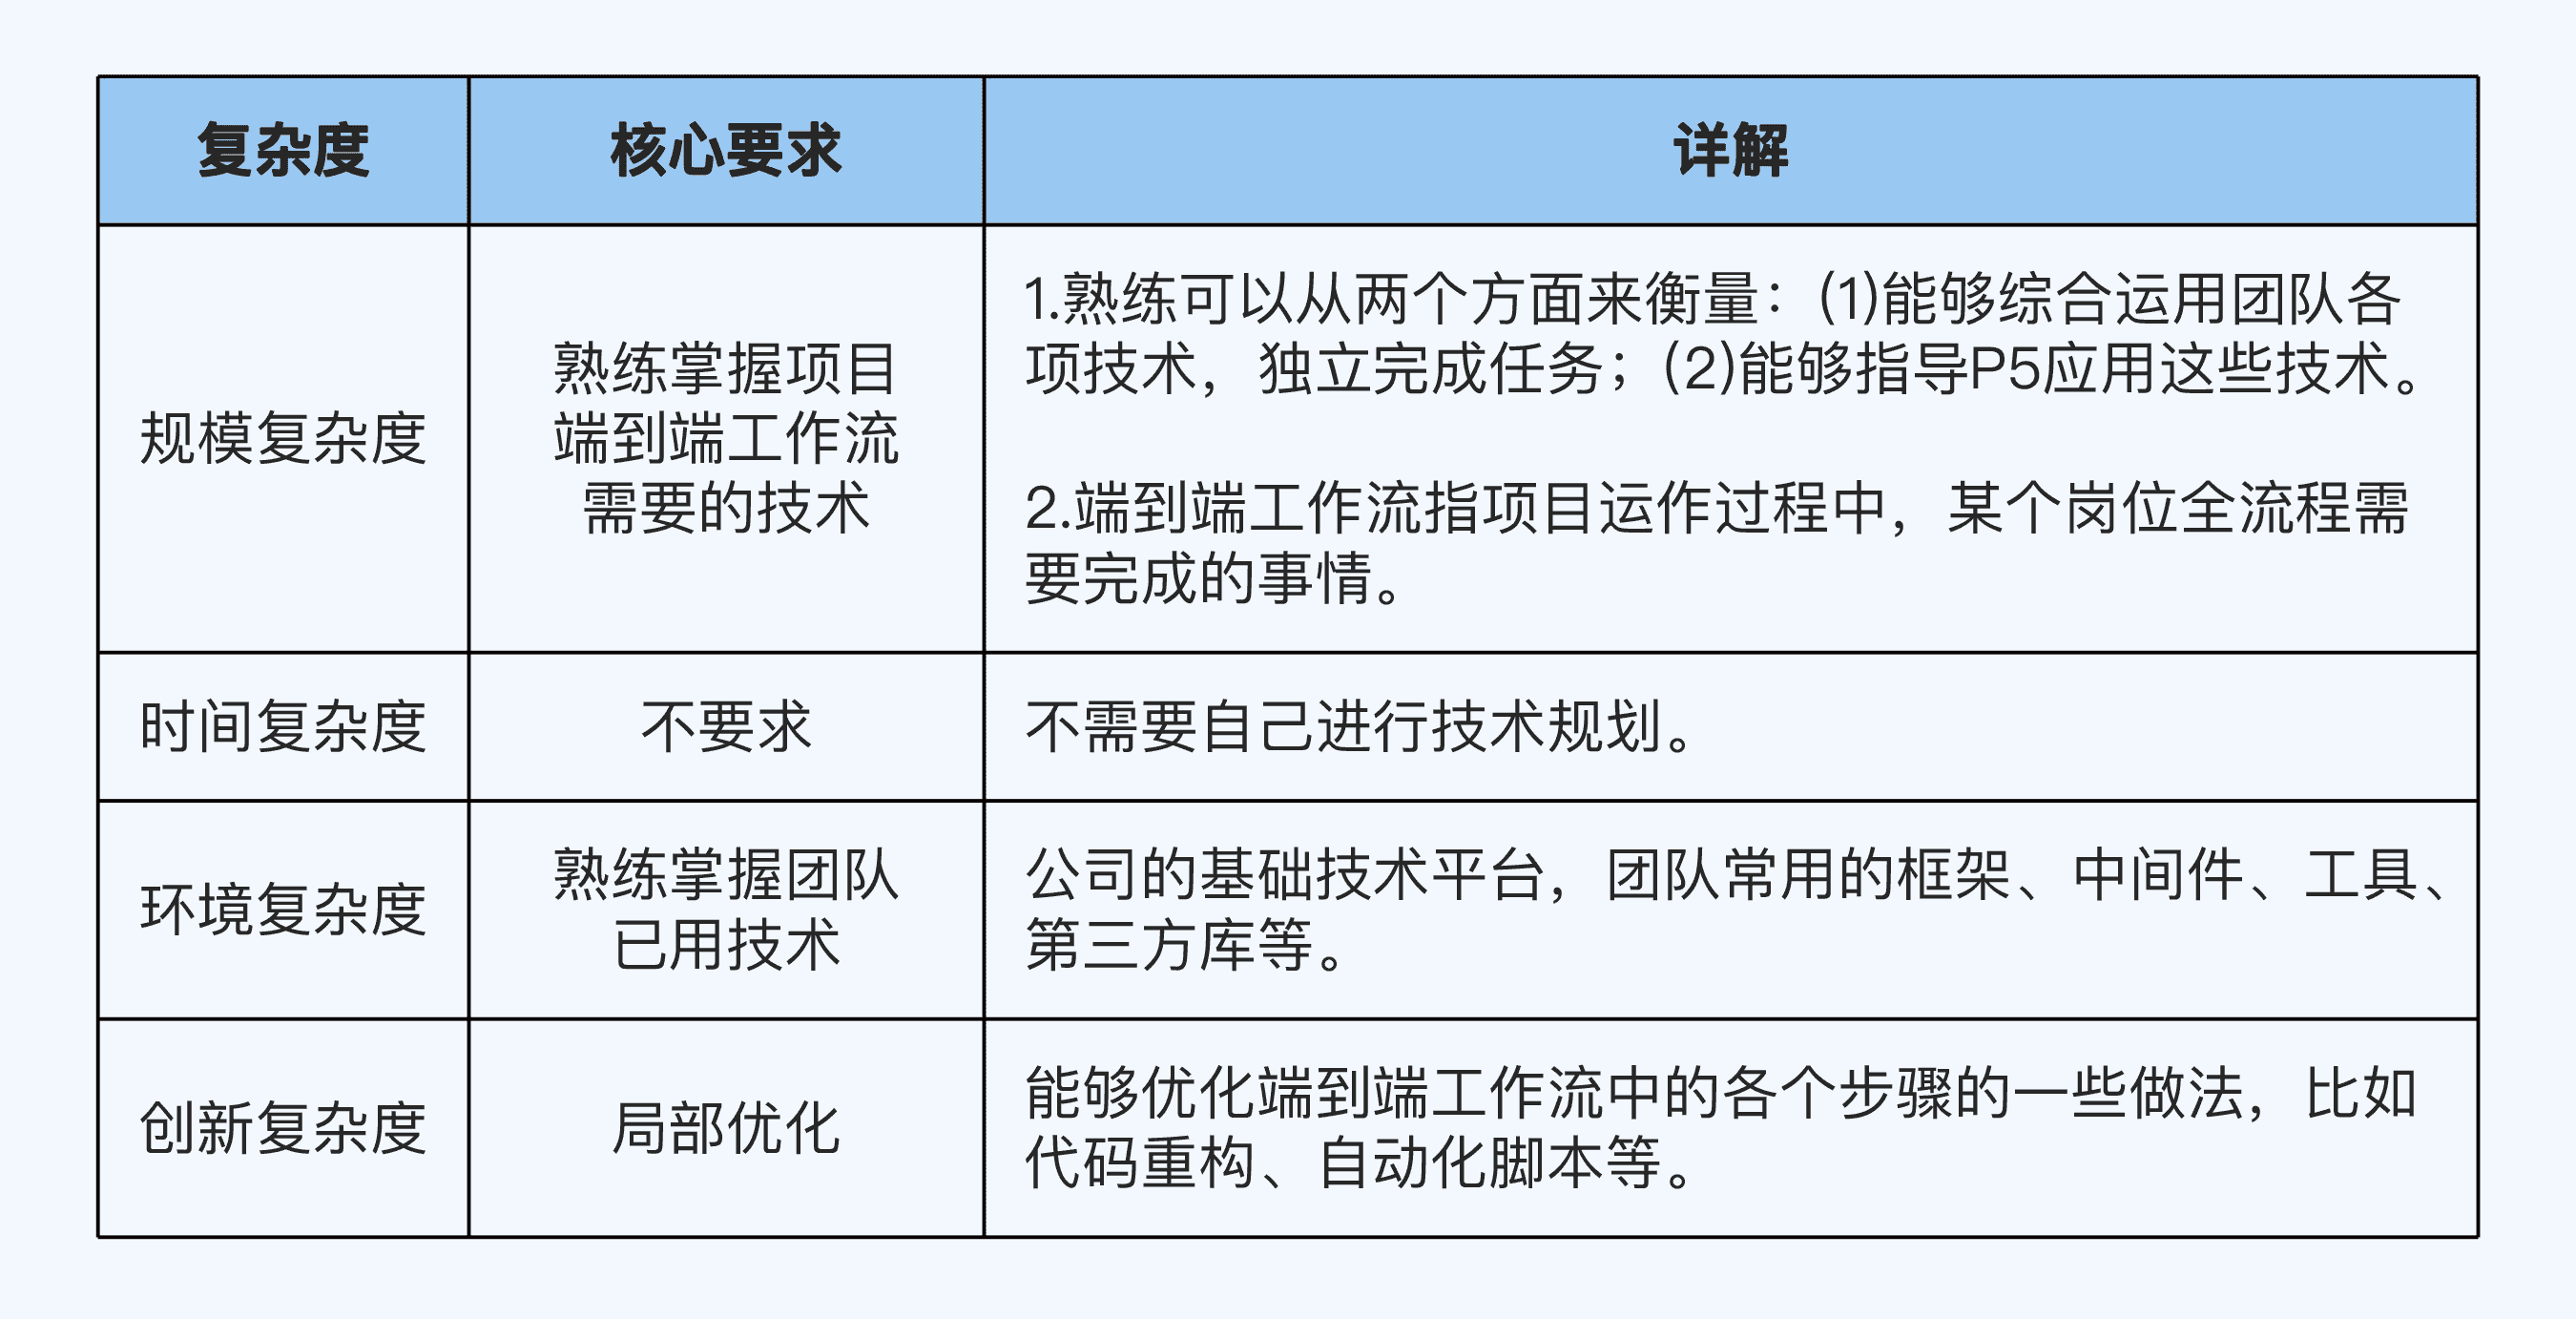 复杂度
核心要求
详解
规模复杂度
熟练掌握项目
端到端工作流
需要的技术
1.熟练可以从两个方面来衡量：(1)能够综合运用团队各
项技术，独立完成任务；(2)能够指导P5应用这些技术。
2.端到端工作流指项目运作过程中，某个岗位全流程需
要完成的事情。
时间复杂度
不要求
不需要自己进行技术规划。
环境复杂度
熟练掌握团队
已用技术
公司的基础技术平台，团队常用的框架、中间件、工具、
第三方库等。
创新复杂度
局部优化
能够优化端到端工作流中的各个步骤的一些做法，比如
代码重构、自动化脚本等。